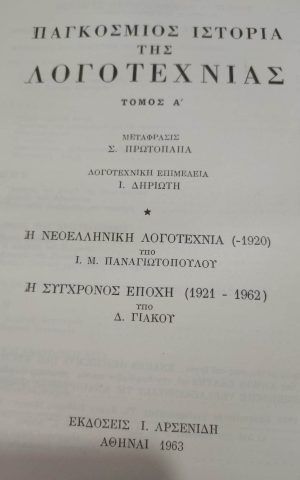 ΠΑΓΚΟΣΜΙΟΣ ΙΣΤΟΡΙΑ
ΤΗΣ
ΛΟΓΟΤΕΧΝΙΑΣ
ΤΟΜΟΣ Α'
ΜΕΤΑΦΡΑΣΙΣ
Σ. ΠΡΩΤΟΠΑΠΑ
ΛΟΓΟΤΕΧΝΙΚΗ ΕΠΙΜΕΛΕΙΑ
Ι. ΔΗΡΙΩΤΗ
*
Ἡ ΝΕΟΕΛΛΗΝΙΚΗ ΛΟΓΟΤΕΧΝΙΑ (-1920)
ΥΠΟ
Ι. Μ. ΠΑΝΑΓΙΩΤΟΠΟΥΛΟΥ
Ἡ ΣΥΓΧΡΟΝΟΣ ΕΠΟΧΗ (1921 - 1962)
ΥΠΟ
Δ. ΓΙΑΚΟΥ
ΕΚΔΟΣΕΙΣ Ι. ΑΡΣΕΝΙΔΗ
ΑΘΗΝΑΙ 1963